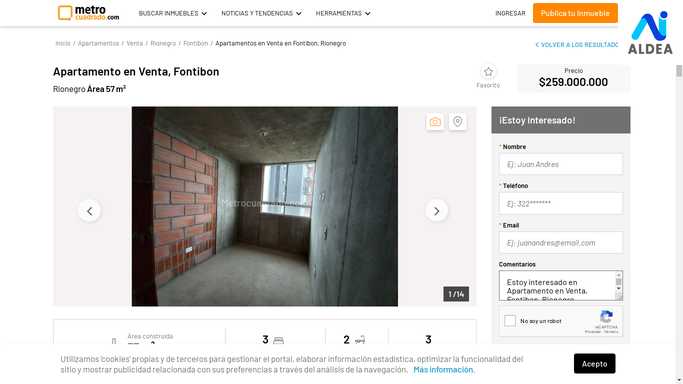 metro
cuadrado.com
BUSCAR INMUEBLES
NOTICIAS Y TENDENCIAS
HERRAMIENTAS
INGRESAR
Publica tu Inmueble
AI
ALDEA
Inicio / Apartamentos / Venta / Rionegro / Fontibon / Apartamentos en Venta en Fontibon, Rionegro
< VOLVER A LOS RESULTADO
Apartamento en Venta, Fontibon
Rionegro Área 57 m²
Favorito
Precio
$259.000.000
1 /14
¡Estoy Interesado!
* Nombre
Ej: Juan Andres
* Teléfono
Ej: 322*******
* Email
Ej: juanandres@email.com
Comentarios
Estoy interesado en
Apartamento en Venta,
Fontibon, Rionegro
No soy un robot
reCAPTCHA
Privacidad - Términos
Área construida
3
2
3
Utilizamos 'cookies' propias y de terceros para gestionar el portal, elaborar información estadística, optimizar la funcionalidad del
sitio y mostrar publicidad relacionada con sus preferencias a través del análisis de la navegación. Más información.
Acepto